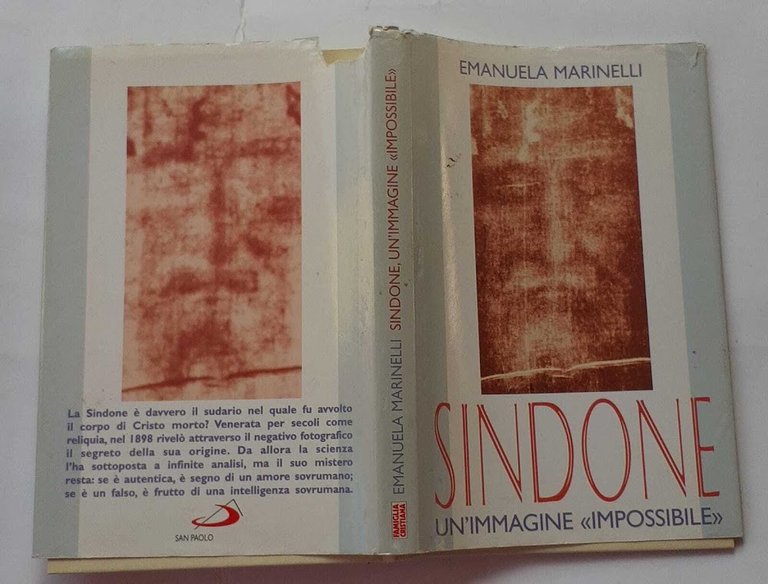 La Sindone è davvero il sudario nel quale fu avvolto
il corpo di Cristo morto? Venerata per secoli come
reliquia, nel 1898 rivelò attraverso il negativo fotografico
il segreto della sua origine. Da allora la scienza
l'ha sottoposta a infinite analisi, ma il suo mistero
resta: se è autentica, è segno di un amore sovrumano;
se è un falso, è frutto di una intelligenza sovrumana.
SAN PAOLO
FAMIGLIA
CRISTIANA
EMANUELA MARINELLI SINDONE, UN'IMMAGINE «IMPOSSIBILE»
EMANUELA MARINELLI
SINDONE
UN'IMMAGINE «IMPOSSIBILE»